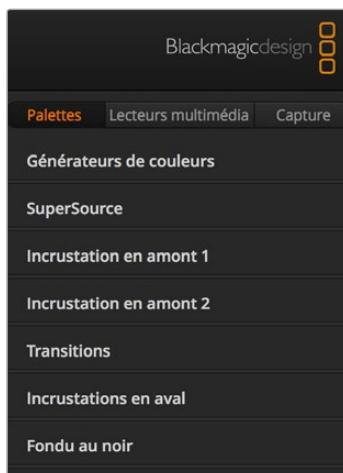 Blackmagicdesign
Palettes Lecteurs multimédia Capture
Générateurs de couleurs
SuperSource
Incrustation en amont 1
Incrustation en amont 2
Transitions
Incrustations en aval
Fondu au noir